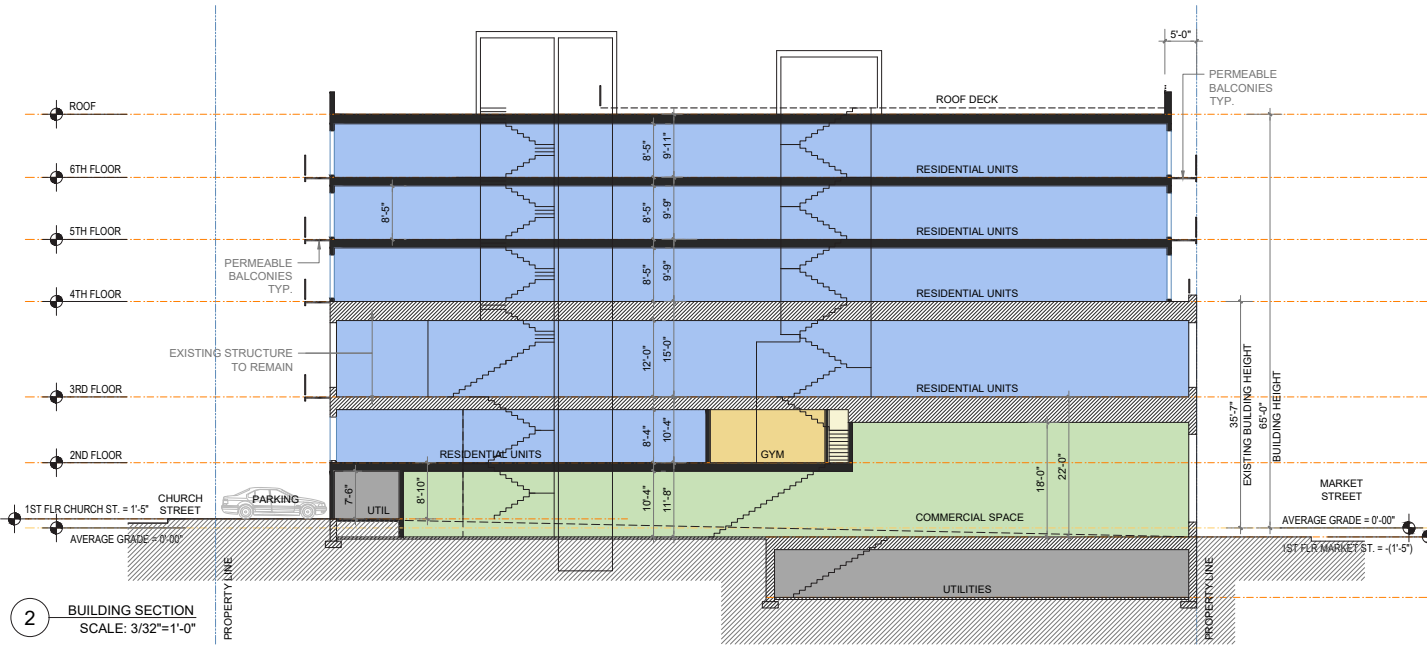 5'-0"
PERMEABLE
BALCONIES
TYP.
ROOF
ROOF DECK
8'-5"
9'-11"
6TH FLOOR
RESIDENTIAL UNITS
8'-5"
8'-5"
9'-9"
5TH FLOOR
RESIDENTIAL UNITS
PERMEABLE
BALCONIES
TYP.
8'-5"
9'-9"
4TH FLOOR
RESIDENTIAL UNITS
EXISTING STRUCTURE
TO REMAIN
12'-0"
15'-0"
3RD FLOOR
RESIDENTIAL UNITS
35'-7"
EXISTING BUILDING HEIGHT
65'-0"
BUILDING HEIGHT
8'-4"
10'-4"
2ND FLOOR
RESIDENTIAL UNITS
GYM
18'-0"
22'-0"
CHURCH
STREET
PARKING
7'-6"
UTIL
8'-10"
10'-4"
11'-8"
COMMERCIAL SPACE
MARKET
STREET
1ST FLR CHURCH ST. = 1'-5"
AVERAGE GRADE = 0'-00"
AVERAGE GRADE = 0'-00"
1ST FLR MARKET ST. = -(1'-5")
UTILITIES
PROPERTY LINE
PROPERTY LINE
2
BUILDING SECTION
SCALE: 3/32"=1'-0"